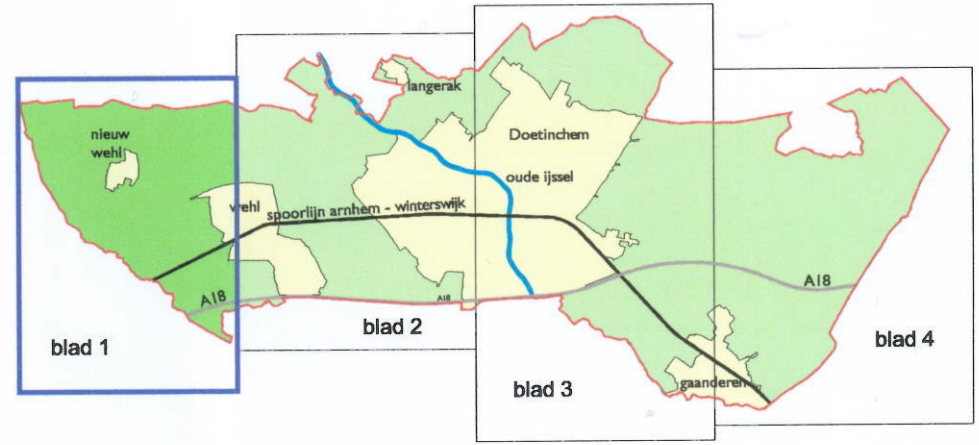 langerak
nieuw
wehl
Doetinchem
oude ijssel
wehl
spoorlijn arnhem - winterswijk
A18
A18
A18
blad 1
blad 2
blad 3
blad 4
gaanderen